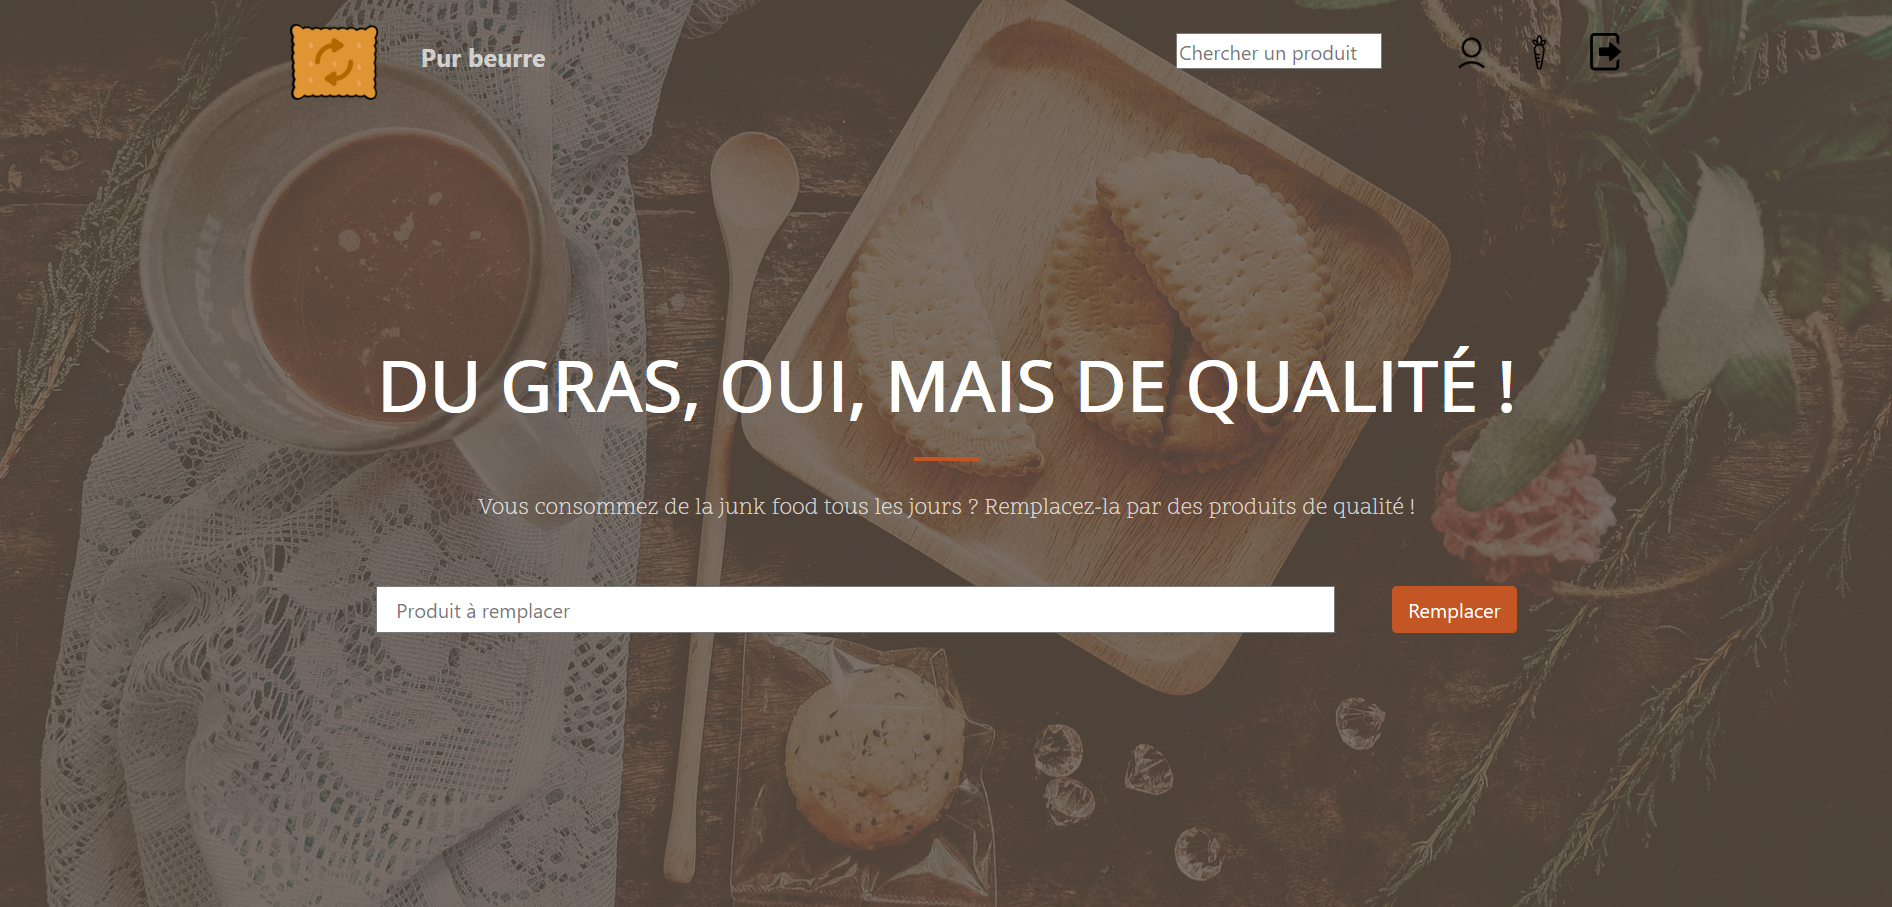 Pur beurre
Chercher un produit
DU GRAS, OUI, MAIS DE QUALITÉ !
Vous consommez de la junk food tous les jours ? Remplacez-la par des produits de qualité !
Produit à remplacer
Remplacer